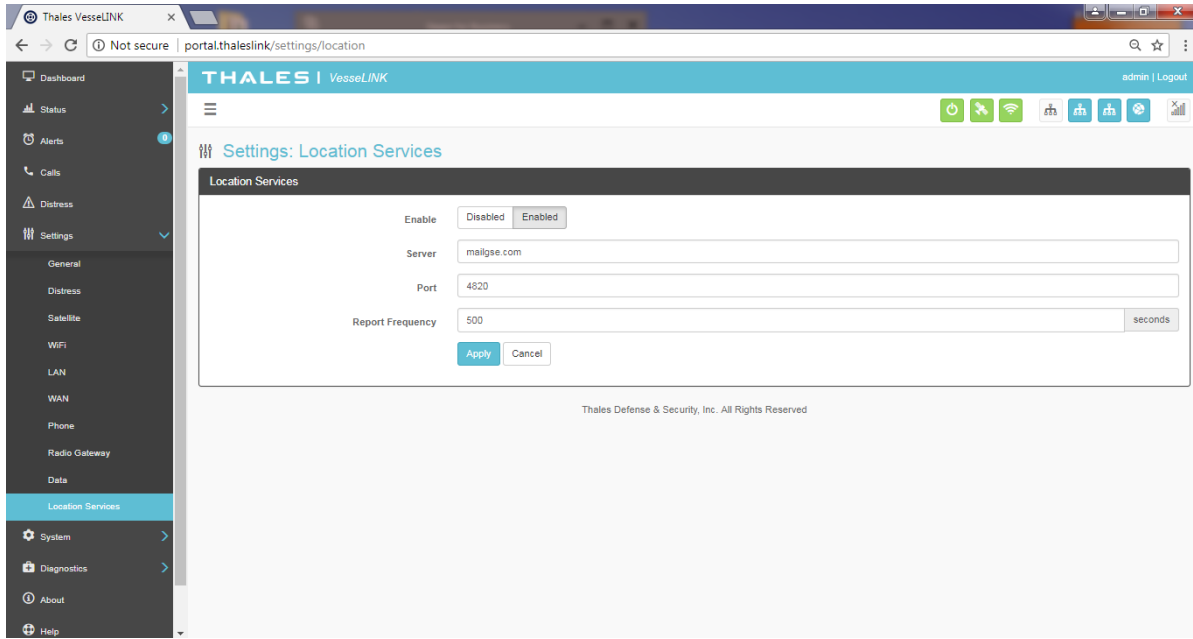 Thales VesseLINK
Not secure | portal.thaleslink/settings/location
Dashboard
Status
Alerts 0
Calls
Distress
Settings
General
Distress
Satellite
WiFi
LAN
WAN
Phone
Radio Gateway
Data
Location Services
System
Diagnostics
About
Help
THALES | VesseLINK
admin | Logout
Settings: Location Services
Location Services
Enable Disabled Enabled
Server mailgse.com
Port 4820
Report Frequency 500 seconds
Apply Cancel
Thales Defense & Security, Inc. All Rights Reserved